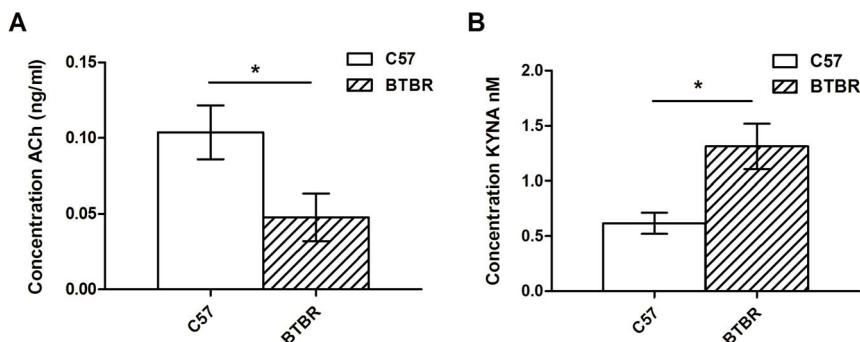 A
Concentration ACh (ng/ml)
0.15
0.10
0.05
0.00
*
C57
BTBR
C57
BTBR
B
Concentration KYNA nM
2.0
1.5
1.0
0.5
0.0
*
C57
BTBR
C57
BTBR